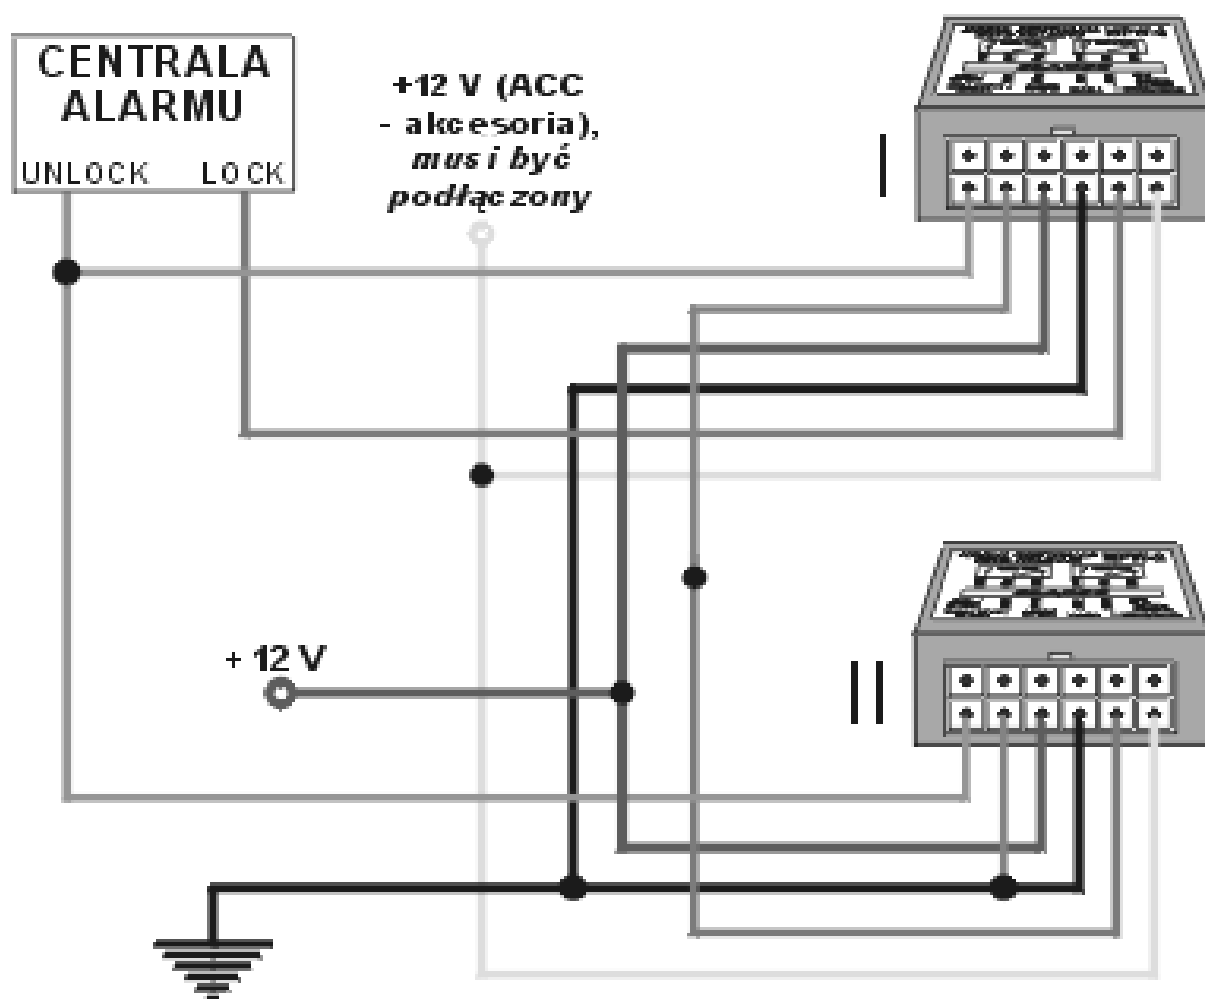 CENTRALA
ALARMU
UNLOCK LOCK
+12 V (ACC
- akcesoria),
musi być
podłączony
I
II
+ 12 V